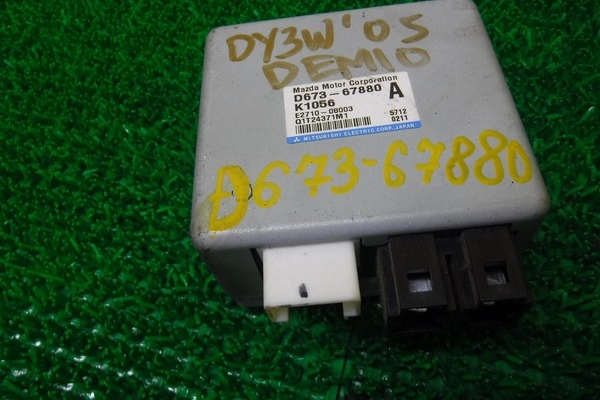 DY3W'05
DEMIO
Mazda Motor Corporation
D673-67880 A
K1056
E2710-08003
Q1T24371M1 5712
0211
MITSUBISHI ELECTRIC CORP. JAPAN
D673-67880